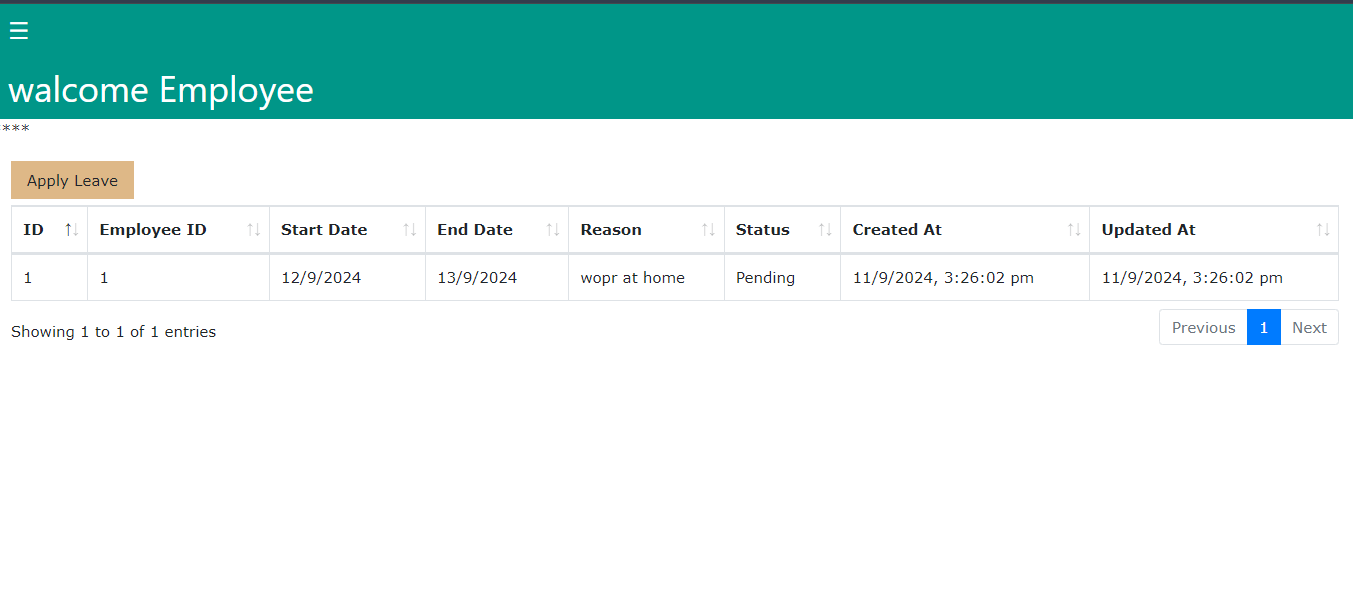 ☰
walcome Employee
***
Apply Leave
ID Employee ID Start Date End Date Reason Status Created At Updated At
1 1 12/9/2024 13/9/2024 wopr at home Pending 11/9/2024, 3:26:02 pm 11/9/2024, 3:26:02 pm
Showing 1 to 1 of 1 entries Previous 1 Next